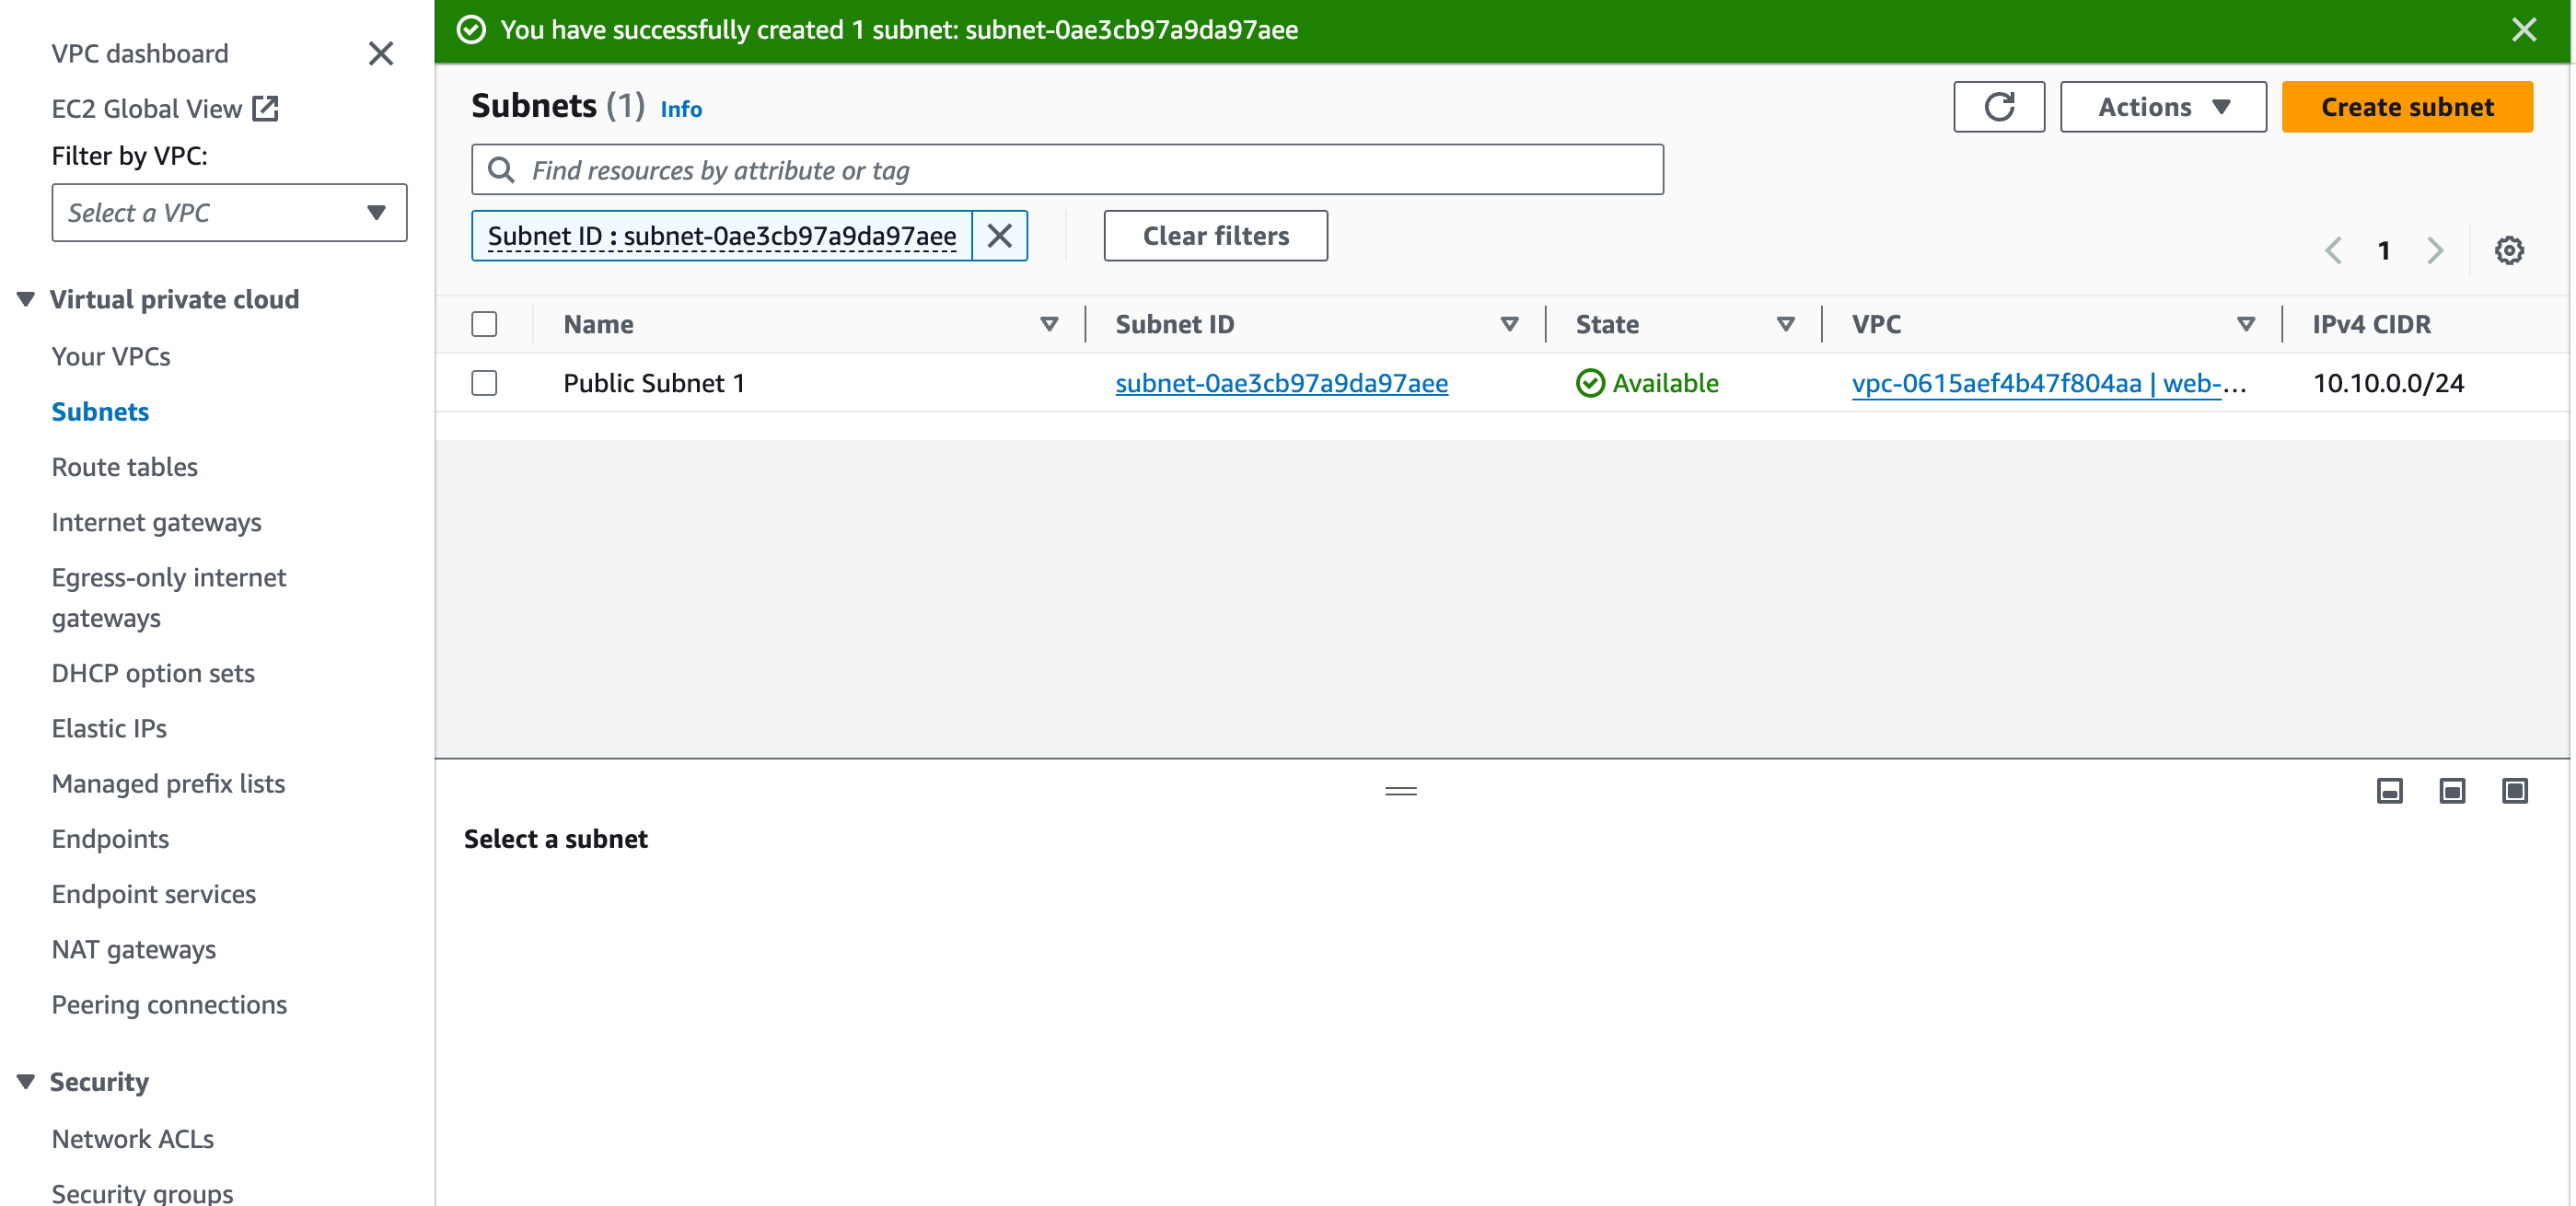 VPC dashboard
EC2 Global View
Filter by VPC:
Select a VPC
Virtual private cloud
Your VPCs
Subnets
Route tables
Internet gateways
Egress-only internet
gateways
DHCP option sets
Elastic IPs
Managed prefix lists
Endpoints
Endpoint services
NAT gateways
Peering connections
Security
Network ACLs
Security groups
You have successfully created 1 subnet: subnet-0ae3cb97a9da97aee
Subnets (1) Info
Actions
Create subnet
Find resources by attribute or tag
Subnet ID : subnet-0ae3cb97a9da97aee
Clear filters
1
Name Subnet ID State VPC IPv4 CIDR
Public Subnet 1 subnet-0ae3cb97a9da97aee Available vpc-0615aef4b47f804aa | web-... 10.10.0.0/24
Select a subnet